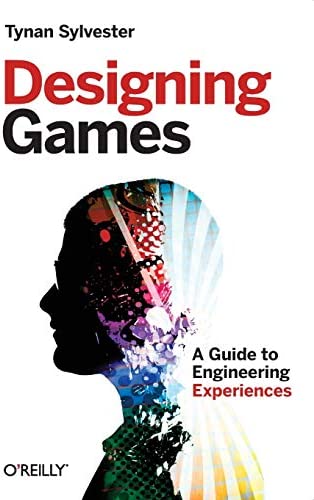 Tynan Sylvester
Designing
Games
A Guide to
Engineering
Experiences
O'REILLY®